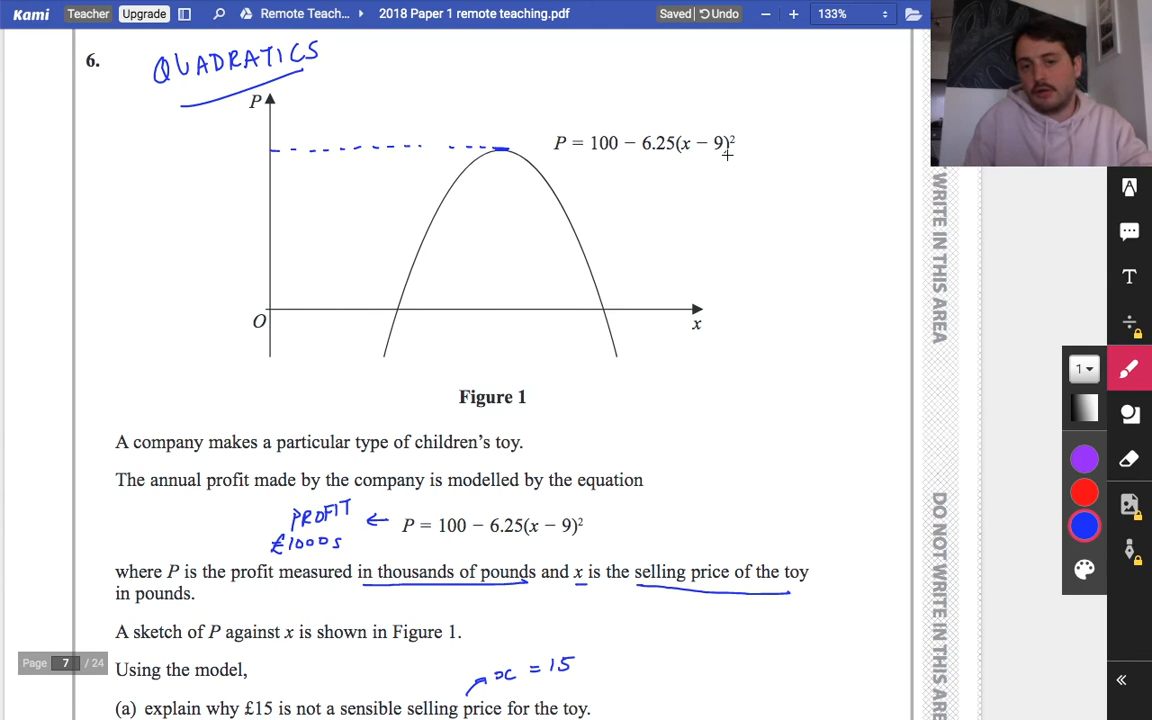 Kami Teacher Upgrade Remote Teach... 2018 Paper 1 remote teaching.pdf Saved Undo 133%
6. QUADRATICS
P
P = 100 − 6.25(x − 9)²
O
x
Figure 1
A company makes a particular type of children's toy.
The annual profit made by the company is modelled by the equation
PROFIT ← P = 100 − 6.25(x − 9)²
£1000s
where P is the profit measured in thousands of pounds and x is the selling price of the toy
in pounds.
A sketch of P against x is shown in Figure 1.
Page 7 / 24
Using the model,
x = 15
(a) explain why £15 is not a sensible selling price for the toy.
WRITE IN THIS AREA
DO NOT WRITE IN THIS AREA
T
1